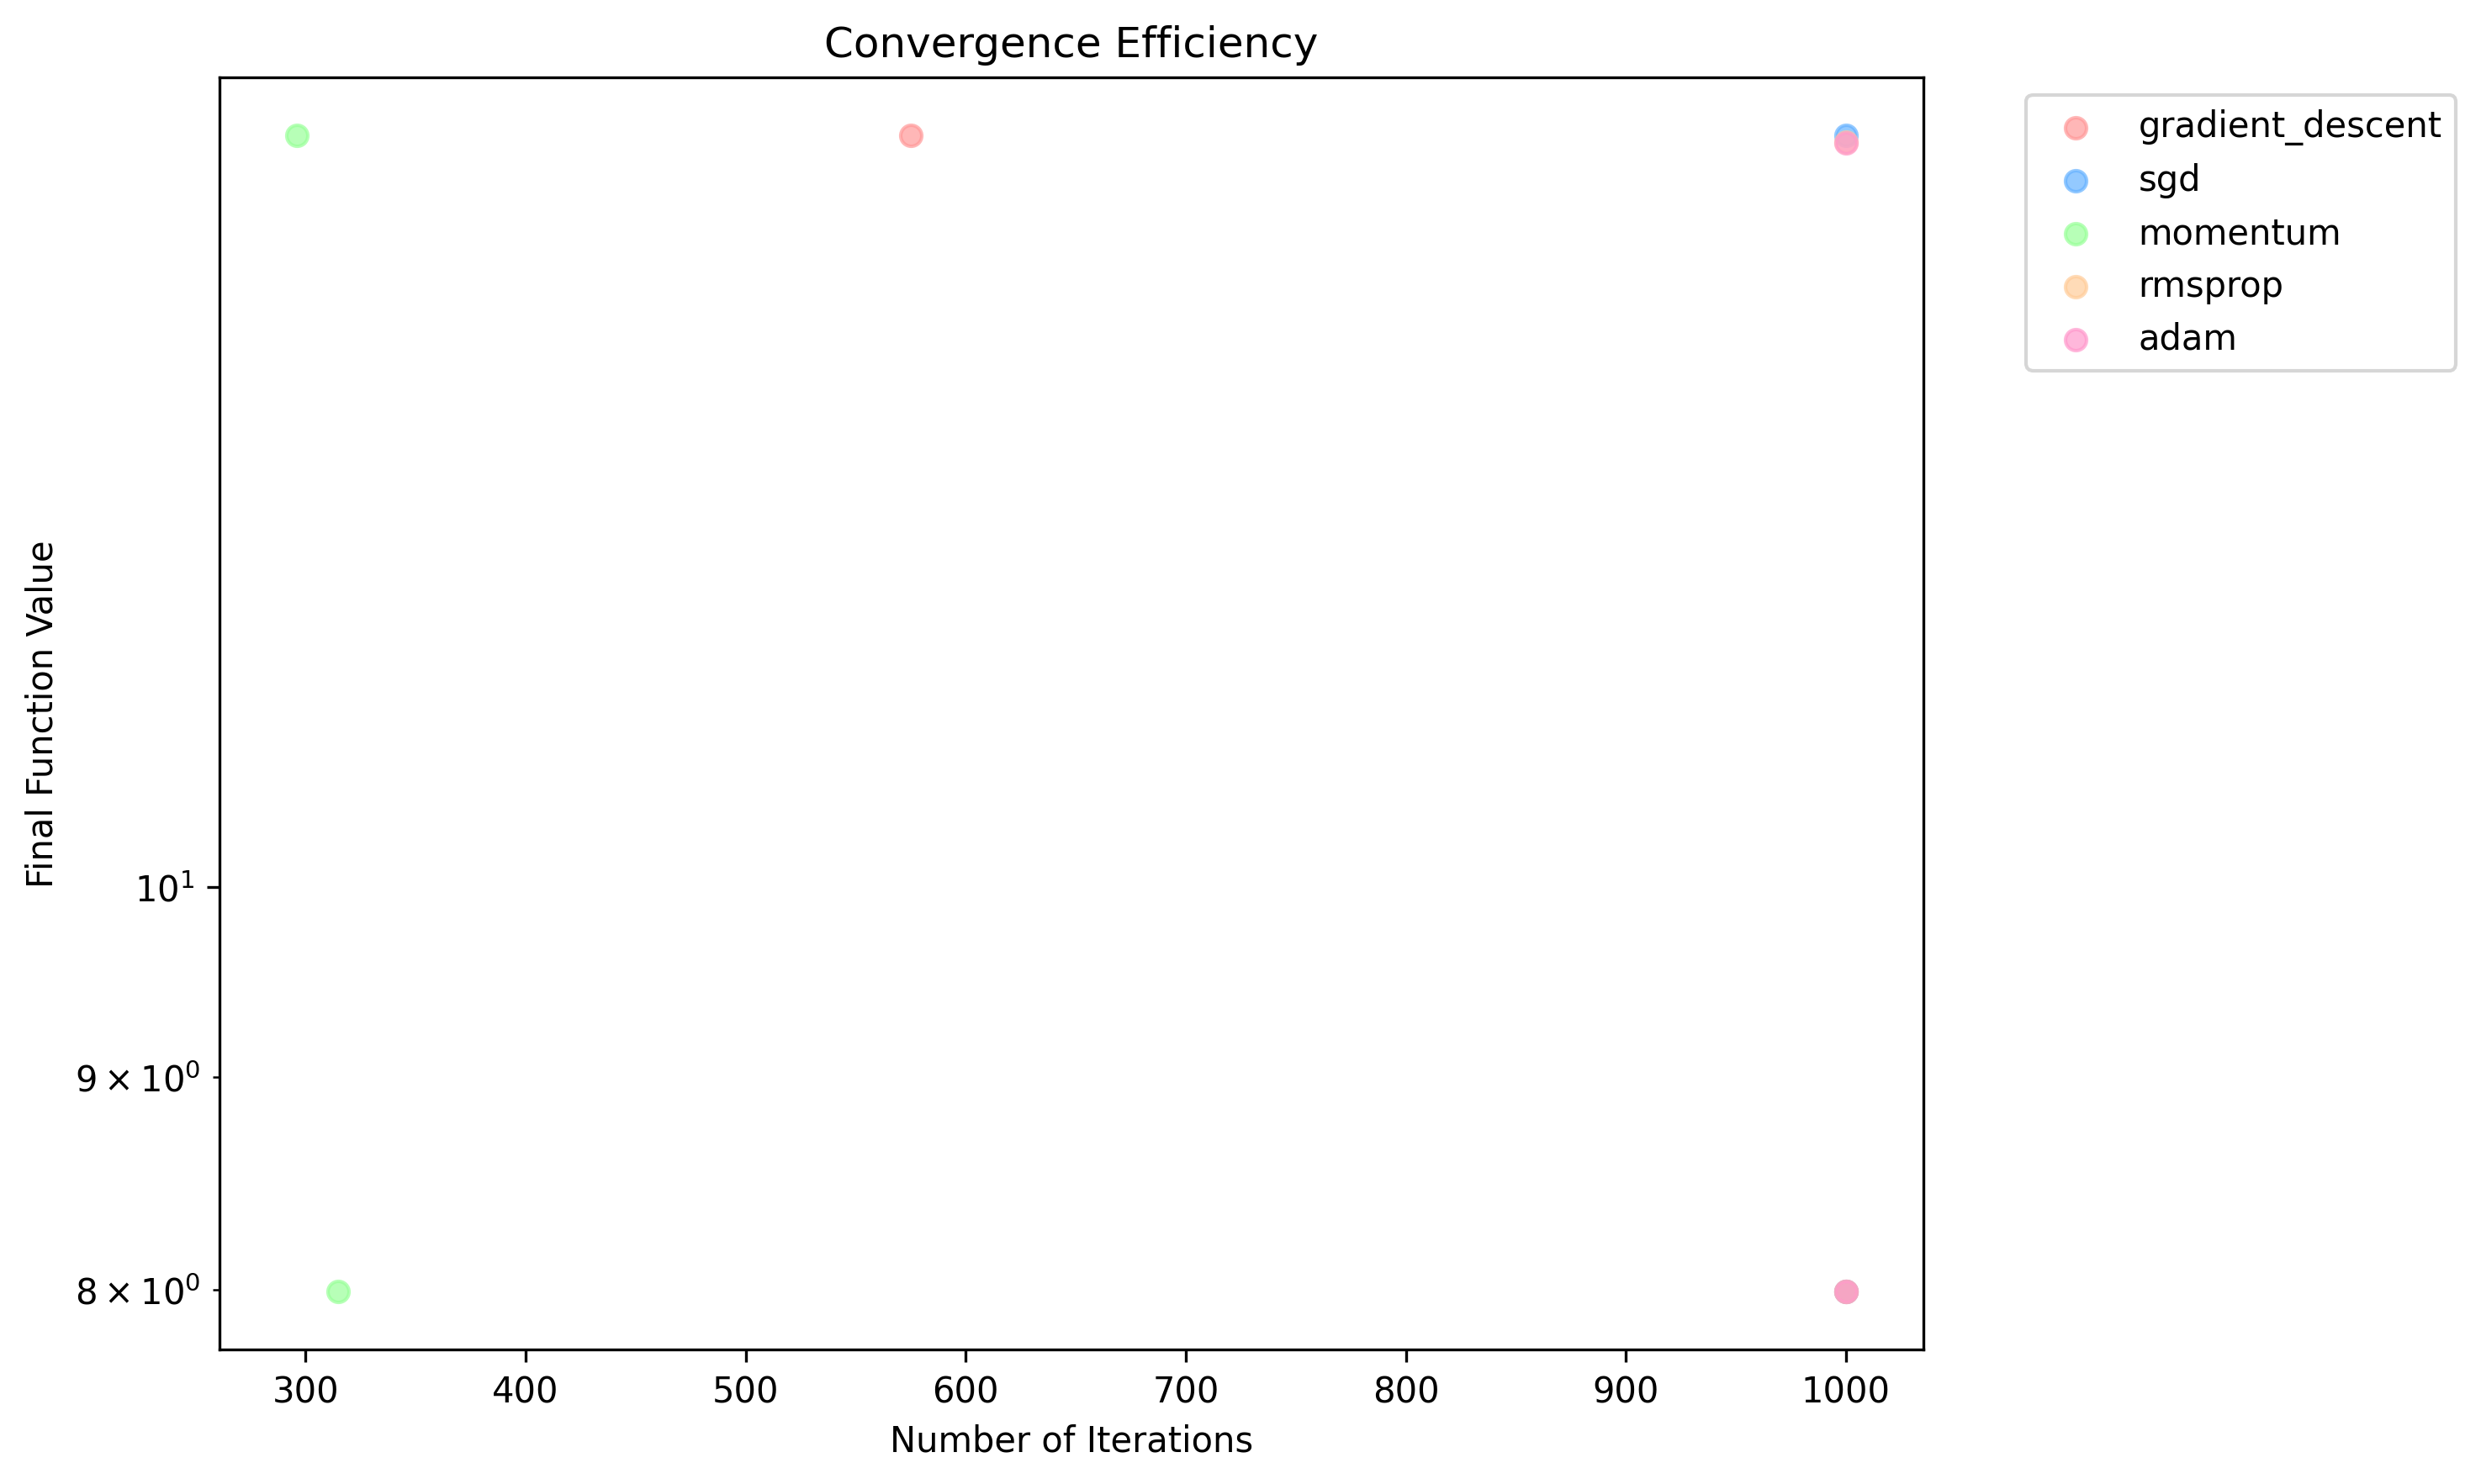 Convergence Efficiency
gradient_descent
sgd
momentum
rmsprop
adam
Final Function Value
10¹
9 × 10⁰
8 × 10⁰
300 400 500 600 700 800 900 1000
Number of Iterations